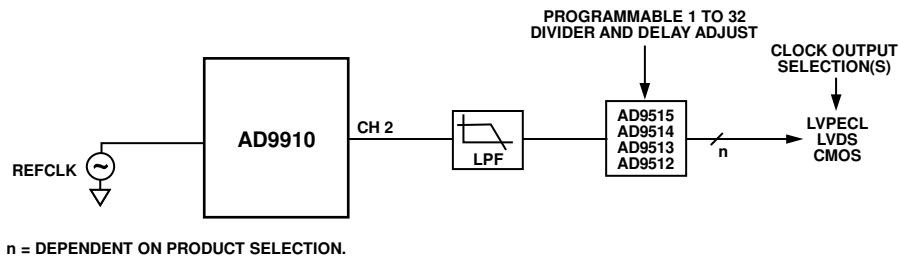 PROGRAMMABLE 1 TO 32
DIVIDER AND DELAY ADJUST
CLOCK OUTPUT
SELECTION(S)
REFCLK
AD9910
CH 2
LPF
AD9515
AD9514
AD9513
AD9512
n
LVPECL
LVDS
CMOS
n = DEPENDENT ON PRODUCT SELECTION.